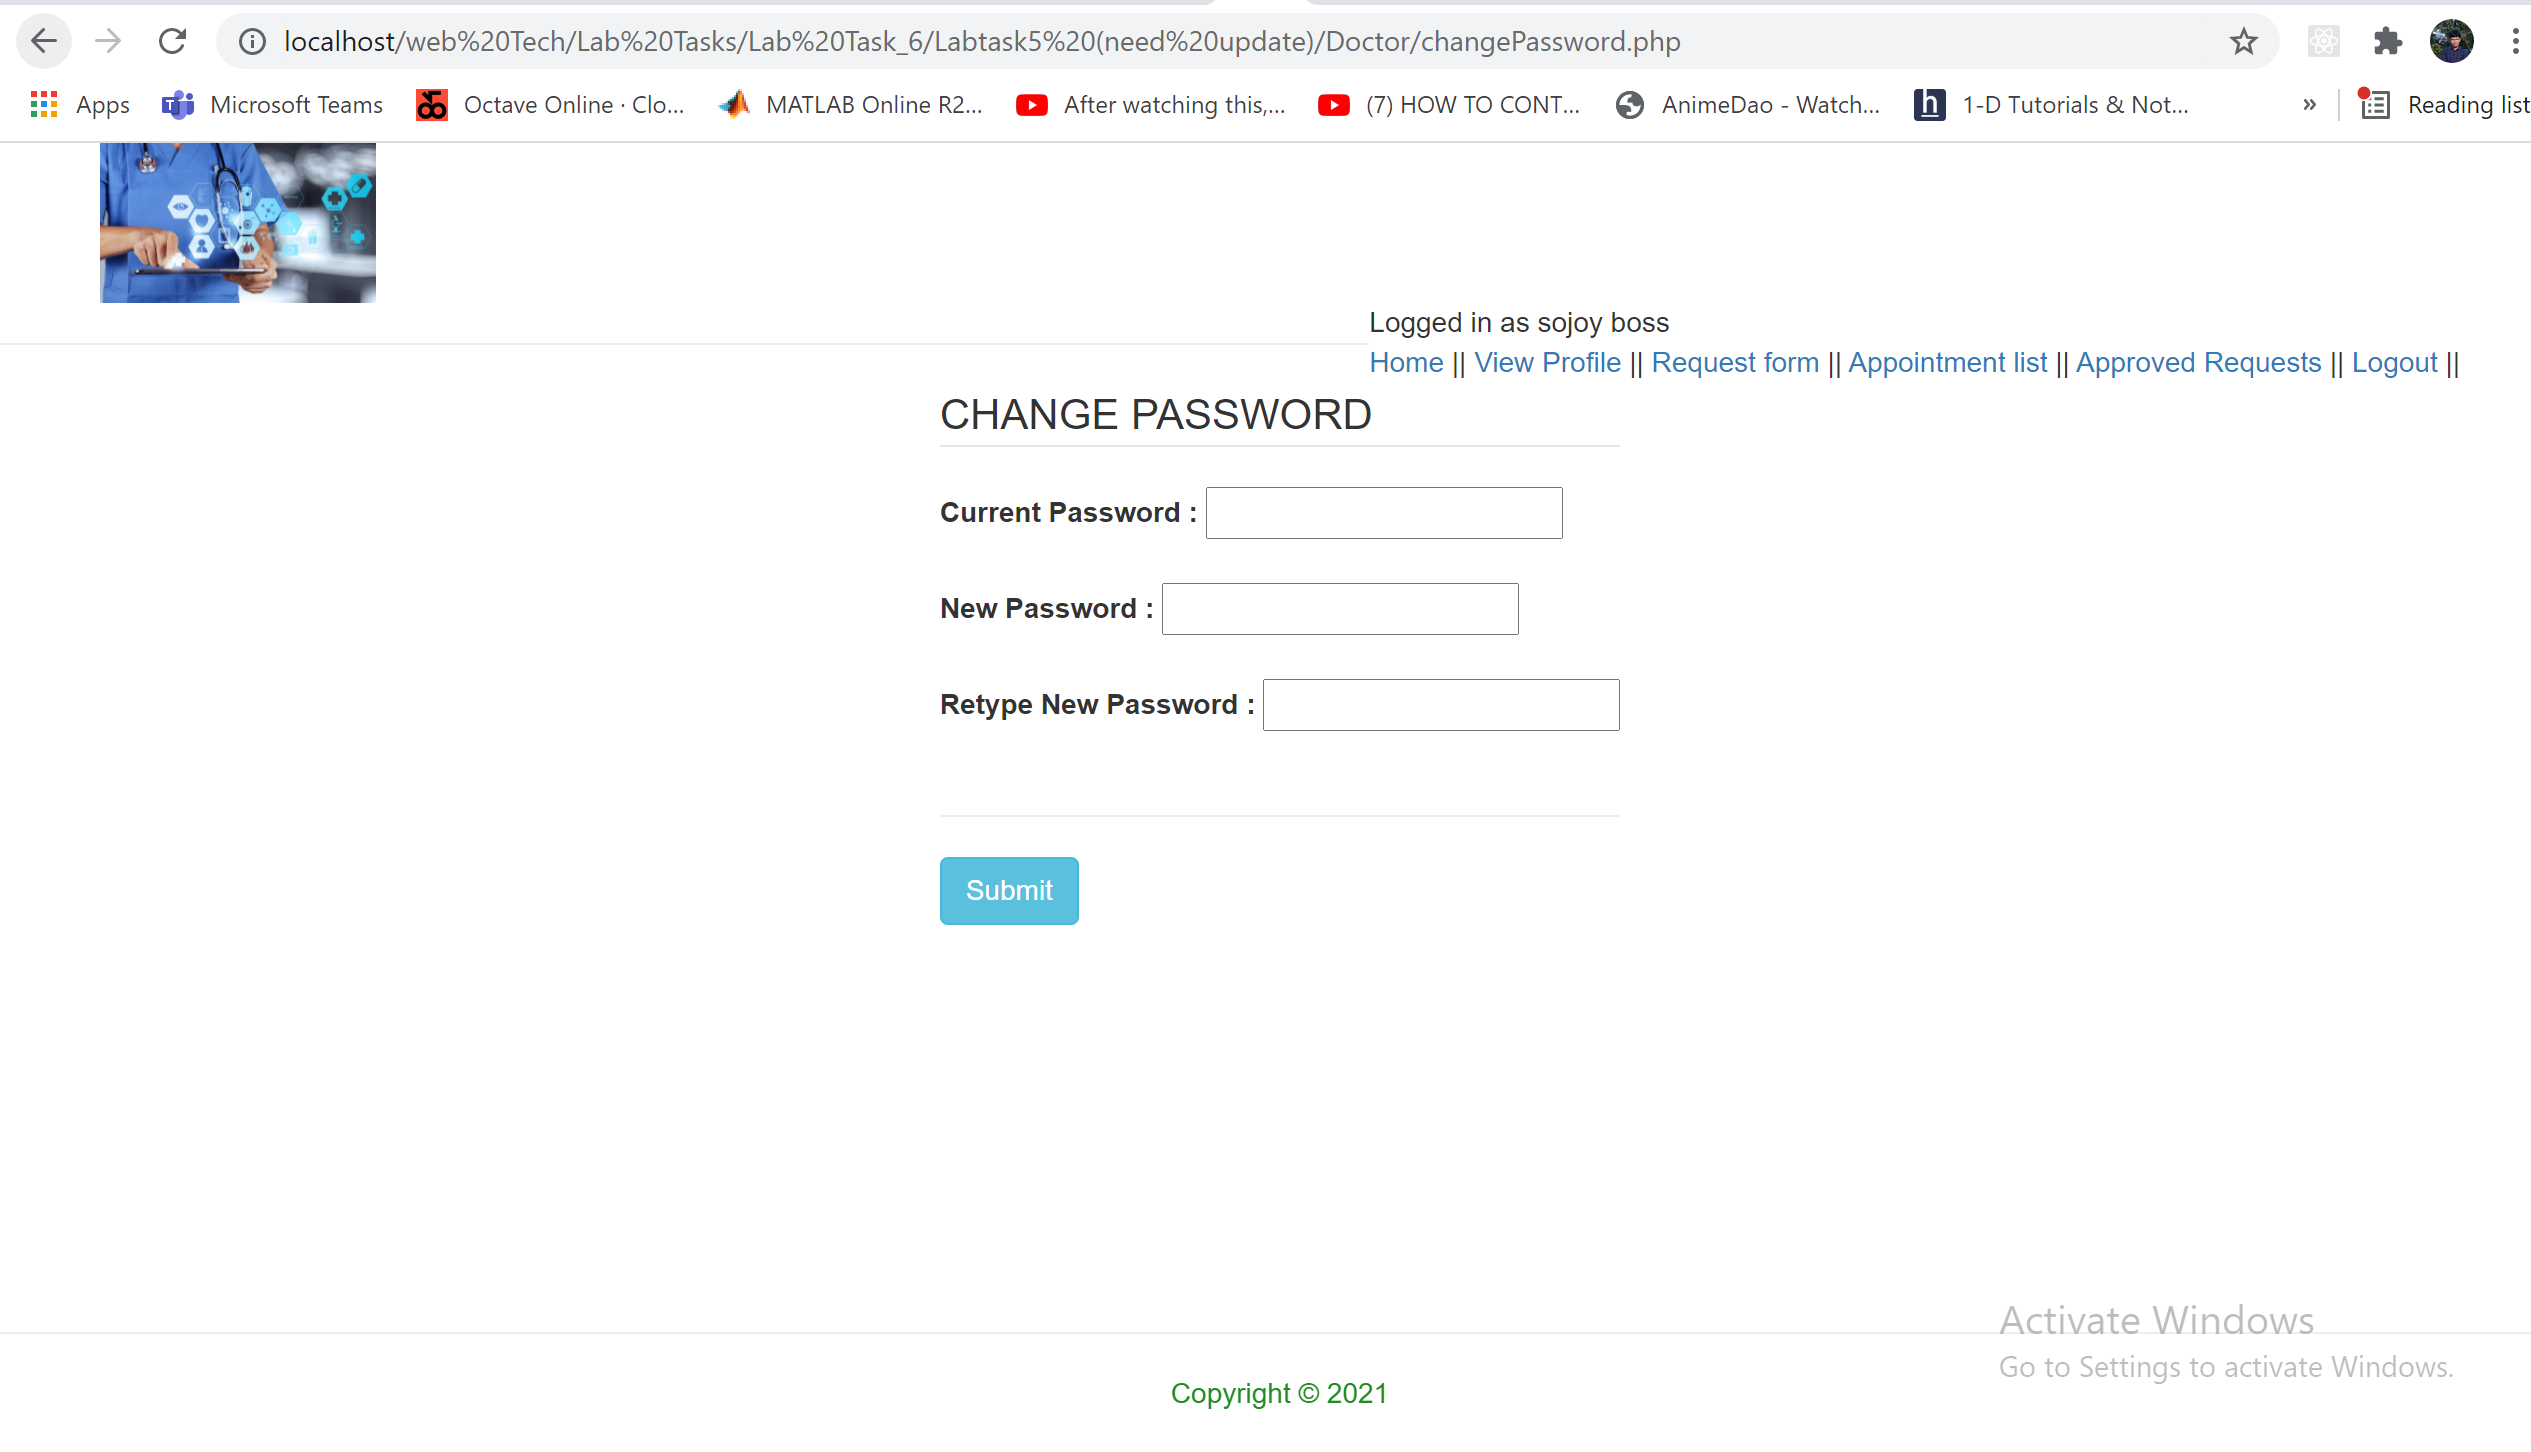 localhost/web%20Tech/Lab%20Tasks/Lab%20Task_6/Labtask5%20(need%20update)/Doctor/changePassword.php
Apps Microsoft Teams Octave Online · Clo... MATLAB Online R2... After watching this,... (7) HOW TO CONT... AnimeDao - Watch... 1-D Tutorials & Not... » Reading list
Logged in as sojoy boss
Home || View Profile || Request form || Appointment list || Approved Requests || Logout ||
CHANGE PASSWORD
Current Password :
New Password :
Retype New Password :
Submit
Activate Windows
Go to Settings to activate Windows.
Copyright © 2021